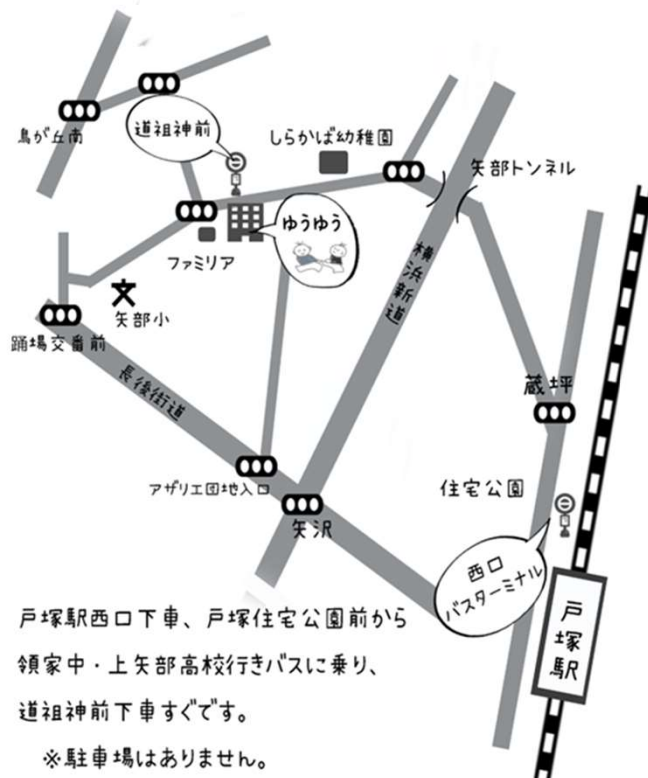 道祖神前
しらかば幼稚園
鳥が丘南
矢部トンネル
ゆうゆう
ファミリア
横浜新道
矢部小
踊場交番前
長後街道
蔵坪
アザリエ団地入口
住宅公園
矢沢
西口
バスターミナル
戸塚駅
戸塚駅西口下車、戸塚住宅公園前から
領家中・上矢部高校行きバスに乗り、
道祖神前下車すぐです。
※駐車場はありません。